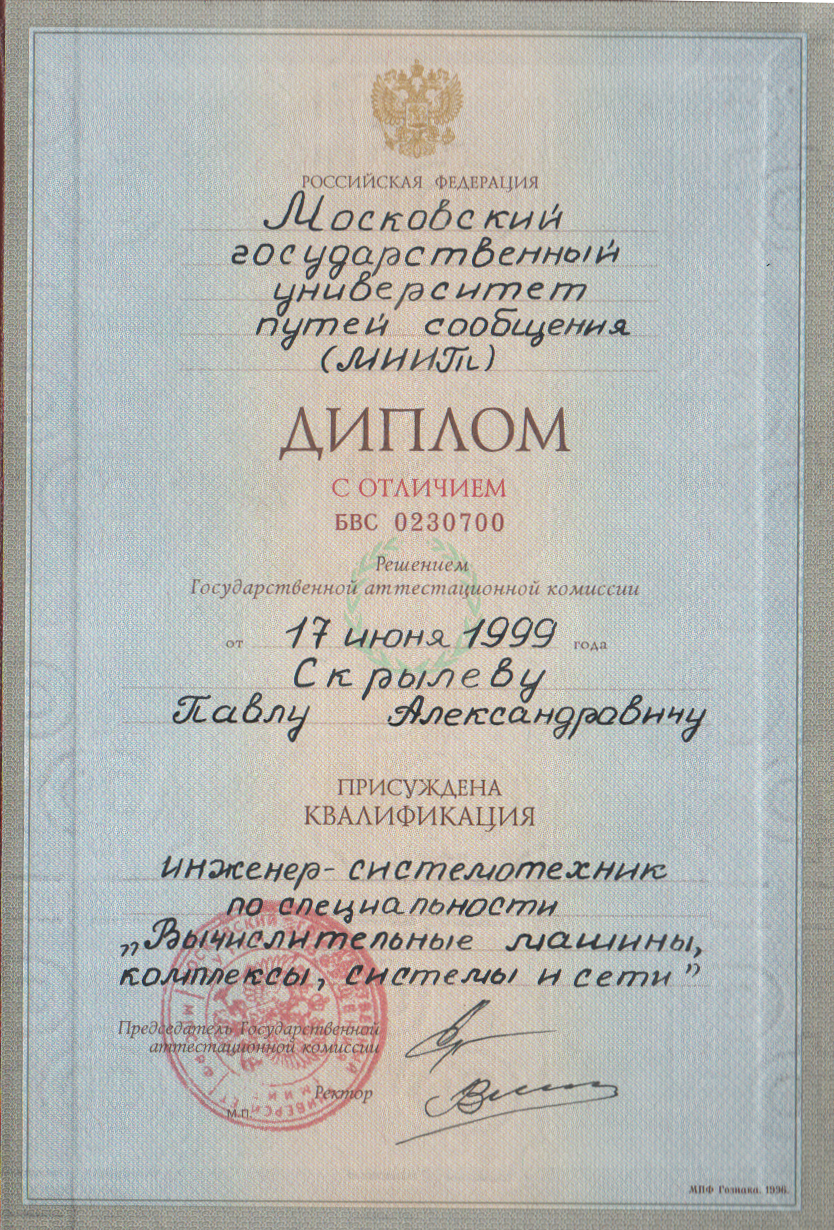 РОССИЙСКАЯ ФЕДЕРАЦИЯ
Московский
государственный
университет
путей сообщения
(МИИТ)
ДИПЛОМ
С ОТЛИЧИЕМ
БВС 0230700
Решением
Государственной аттестационной комиссии
от 17 июня 1999 года
Скрылеву
Павлу Александровичу
ПРИСУЖДЕНА
КВАЛИФИКАЦИЯ
инженер-системотехник
по специальности
„Вычислительные машины,
комплексы, системы и сети”
Председатель Государственной
аттестационной комиссии
Ректор
М.П.
МПФ Гознака. 1996.